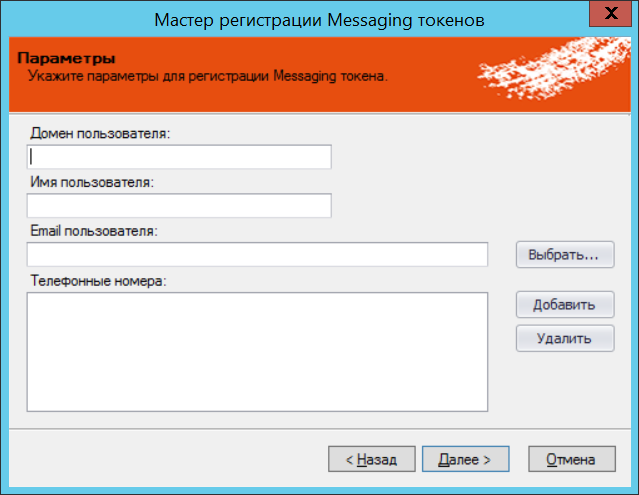 Мастер регистрации Messaging токенов
x
Параметры
Укажите параметры для регистрации Messaging токена.
Домен пользователя:
Имя пользователя:
Email пользователя:
Выбрать...
Телефонные номера:
Добавить
Удалить
< Назад
Далее >
Отмена